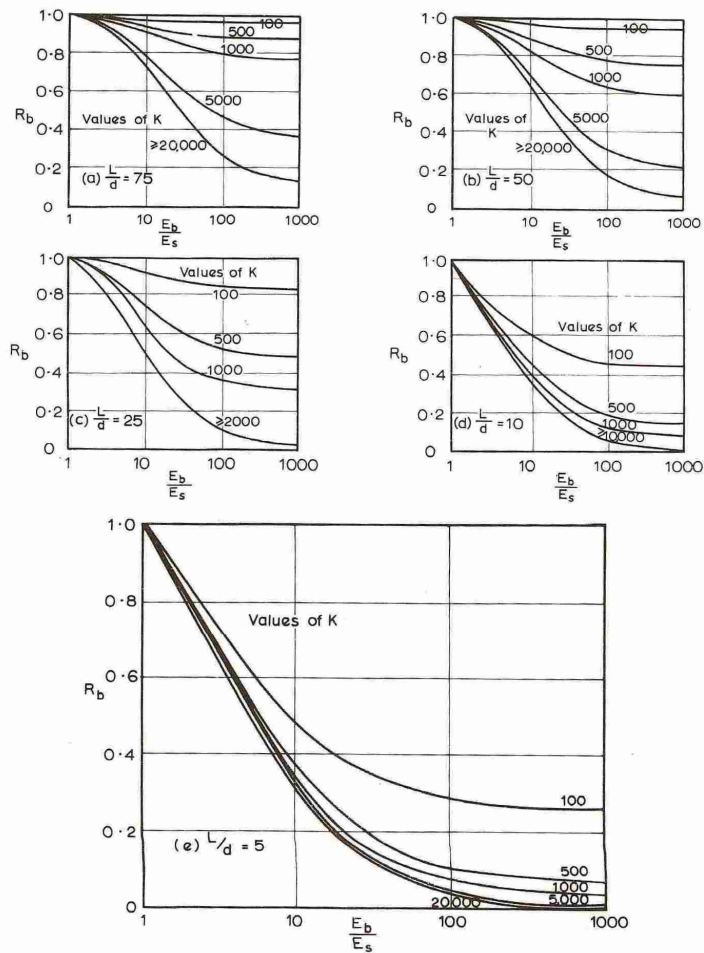 1·0
0·8
0·6
R_b
0·4
0·2
0
100
500
1000
5000
≥20,000
Values of K
(a) L/d = 75
1 10 100 1000
E_b/E_s
1·0
0·8
0·6
R_b
0·4
0·2
0
100
500
1000
5000
≥20,000
Values of
K
(b) L/d = 50
1 10 100 1000
E_b/E_s
1·0
0·8
0·6
R_b
0·4
0·2
0
Values of K
100
500
1000
≥2000
(c) L/d = 25
1 10 100 1000
E_b/E_s
1·0
0·8
0·6
R_b
0·4
0·2
0
Values of K
100
500
1000
≥10,000
(d) L/d = 10
1 10 100 1000
E_b/E_s
1·0
0·8
Values of K
0·6
R_b
0·4
100
0·2
(e) L/d = 5
500
1000
5,000
20,000
0
1 10 100 1000
E_b/E_s